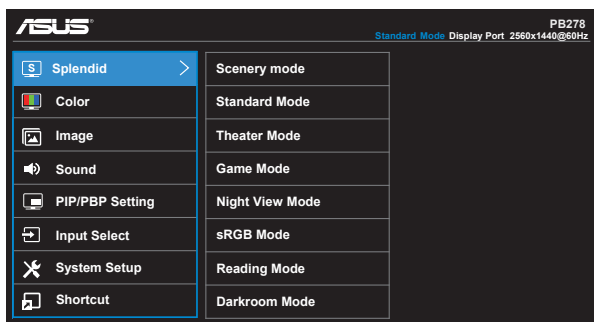 ASUS
PB278
Standard Mode Display Port 2560x1440@60Hz
S Splendid
Color
Image
Sound
PIP/PBP Setting
Input Select
System Setup
Shortcut
Scenery mode
Standard Mode
Theater Mode
Game Mode
Night View Mode
sRGB Mode
Reading Mode
Darkroom Mode